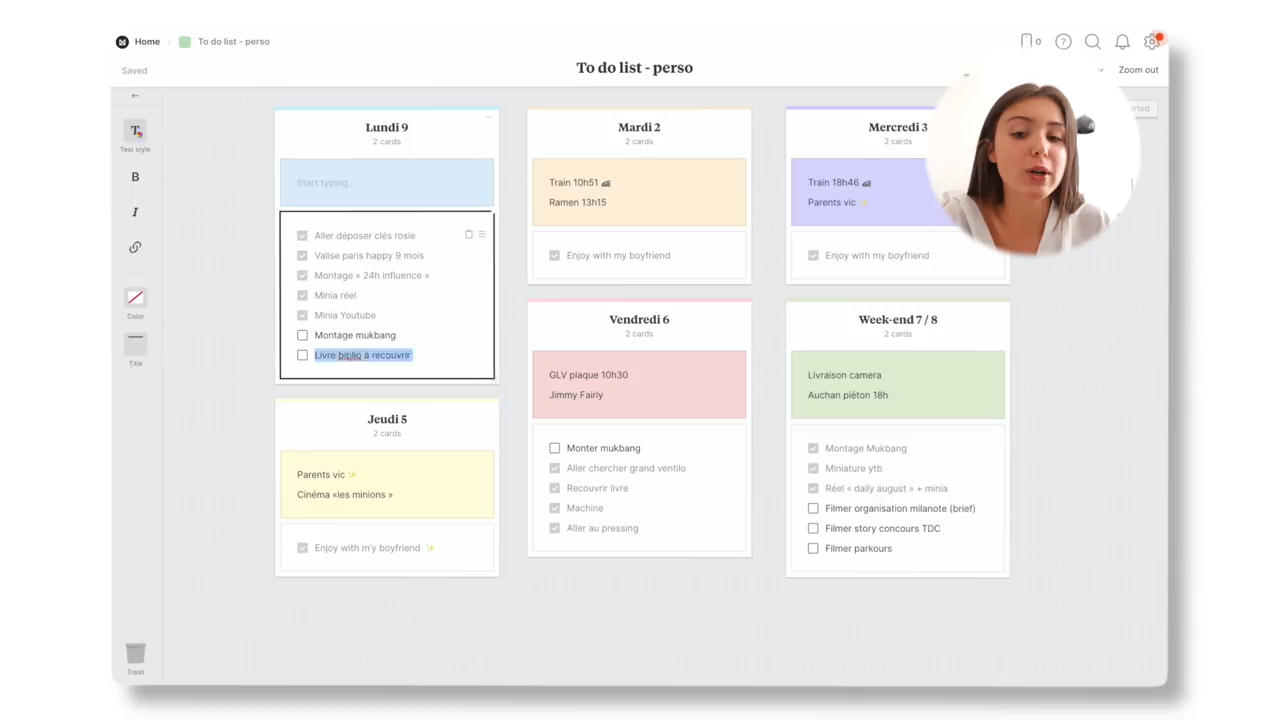 Home / To do list - perso
0
Saved
To do list - perso
Zoom out
Text style
B
I
Color
Title
Trash
Lundi 9
2 cards
Start typing...
Aller déposer clés rosie
Valise paris happy 9 mois
Montage « 24h influence »
Minia réel
Minia Youtube
Montage mukbang
Livre biblio à recouvrir
Mardi 2
2 cards
Train 10h51
Ramen 13h15
Enjoy with my boyfriend
Mercredi 3
2 cards
Train 18h46
Parents vic ✨
Enjoy with my boyfriend
Jeudi 5
2 cards
Parents vic ✨
Cinéma «les minions »
Enjoy with m'y boyfriend ✨
Vendredi 6
2 cards
GLV plaque 10h30
Jimmy Fairly
Monter mukbang
Aller chercher grand ventilo
Recouvrir livre
Machine
Aller au pressing
Week-end 7 / 8
2 cards
Livraison camera
Auchan piéton 18h
Montage Mukbang
Miniature ytb
Réel « daily august » + minia
Filmer organisation milanote (brief)
Filmer story concours TDC
Filmer parkours